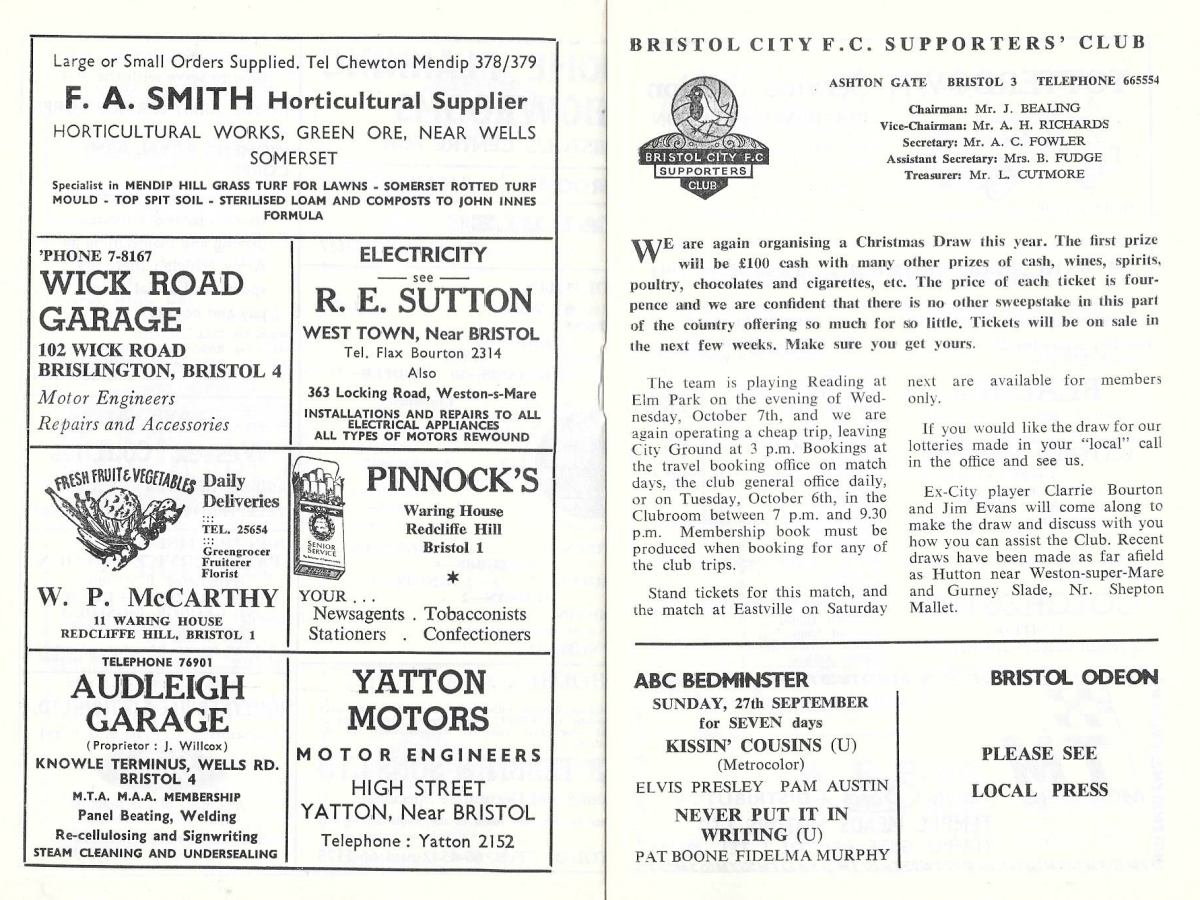 Large or Small Orders Supplied. Tel Chewton Mendip 378/379
F. A. SMITH Horticultural Supplier
HORTICULTURAL WORKS, GREEN ORE, NEAR WELLS
SOMERSET
Specialist in MENDIP HILL GRASS TURF FOR LAWNS - SOMERSET ROTTED TURF
MOULD - TOP SPIT SOIL - STERILISED LOAM AND COMPOSTS TO JOHN INNES
FORMULA
'PHONE 7-8167
WICK ROAD
GARAGE
102 WICK ROAD
BRISLINGTON, BRISTOL 4
Motor Engineers
Repairs and Accessories
ELECTRICITY
see
R. E. SUTTON
WEST TOWN, Near BRISTOL
Tel. Flax Bourton 2314
Also
363 Locking Road, Weston-s-Mare
INSTALLATIONS AND REPAIRS TO ALL
ELECTRICAL APPLIANCES
ALL TYPES OF MOTORS REWOUND
FRESH FRUIT & VEGETABLES
Daily
Deliveries
TEL. 25654
Greengrocer
Fruiterer
Florist
W. P. McCARTHY
11 WARING HOUSE
REDCLIFFE HILL, BRISTOL 1
SENIOR
SERVICE
PINNOCK'S
Waring House
Redcliffe Hill
Bristol 1
YOUR ...
Newsagents . Tobacconists
Stationers . Confectioners
TELEPHONE 76901
AUDLEIGH
GARAGE
(Proprietor : J. Willcox)
KNOWLE TERMINUS, WELLS RD.
BRISTOL 4
M.T.A. M.A.A. MEMBERSHIP
Panel Beating, Welding
Re-cellulosing and Signwriting
STEAM CLEANING AND UNDERSEALING
YATTON
MOTORS
MOTOR ENGINEERS
HIGH STREET
YATTON, Near BRISTOL
Telephone : Yatton 2152
BRISTOL CITY F.C. SUPPORTERS' CLUB
BRISTOL CITY F.C
SUPPORTERS
CLUB
ASHTON GATE BRISTOL 3 TELEPHONE 665554
Chairman: Mr. J. BEALING
Vice-Chairman: Mr. A. H. RICHARDS
Secretary: Mr. A. C. FOWLER
Assistant Secretary: Mrs. B. FUDGE
Treasurer: Mr. L. CUTMORE
WE are again organising a Christmas Draw this year. The first prize
will be £100 cash with many other prizes of cash, wines, spirits,
poultry, chocolates and cigarettes, etc. The price of each ticket is four-
pence and we are confident that there is no other sweepstake in this part
of the country offering so much for so little. Tickets will be on sale in
the next few weeks. Make sure you get yours.
The team is playing Reading at
Elm Park on the evening of Wed-
nesday, October 7th, and we are
again operating a cheap trip, leaving
City Ground at 3 p.m. Bookings at
the travel booking office on match
days, the club general office daily,
or on Tuesday, October 6th, in the
Clubroom between 7 p.m. and 9.30
p.m. Membership book must be
produced when booking for any of
the club trips.
Stand tickets for this match, and
the match at Eastville on Saturday
next are available for members
only.
If you would like the draw for our
lotteries made in your "local" call
in the office and see us.
Ex-City player Clarrie Bourton
and Jim Evans will come along to
make the draw and discuss with you
how you can assist the Club. Recent
draws have been made as far afield
as Hutton near Weston-super-Mare
and Gurney Slade, Nr. Shepton
Mallet.
ABC BEDMINSTER
SUNDAY, 27th SEPTEMBER
for SEVEN days
KISSIN' COUSINS (U)
(Metrocolor)
ELVIS PRESLEY PAM AUSTIN
NEVER PUT IT IN
WRITING (U)
PAT BOONE FIDELMA MURPHY
BRISTOL ODEON
PLEASE SEE
LOCAL PRESS